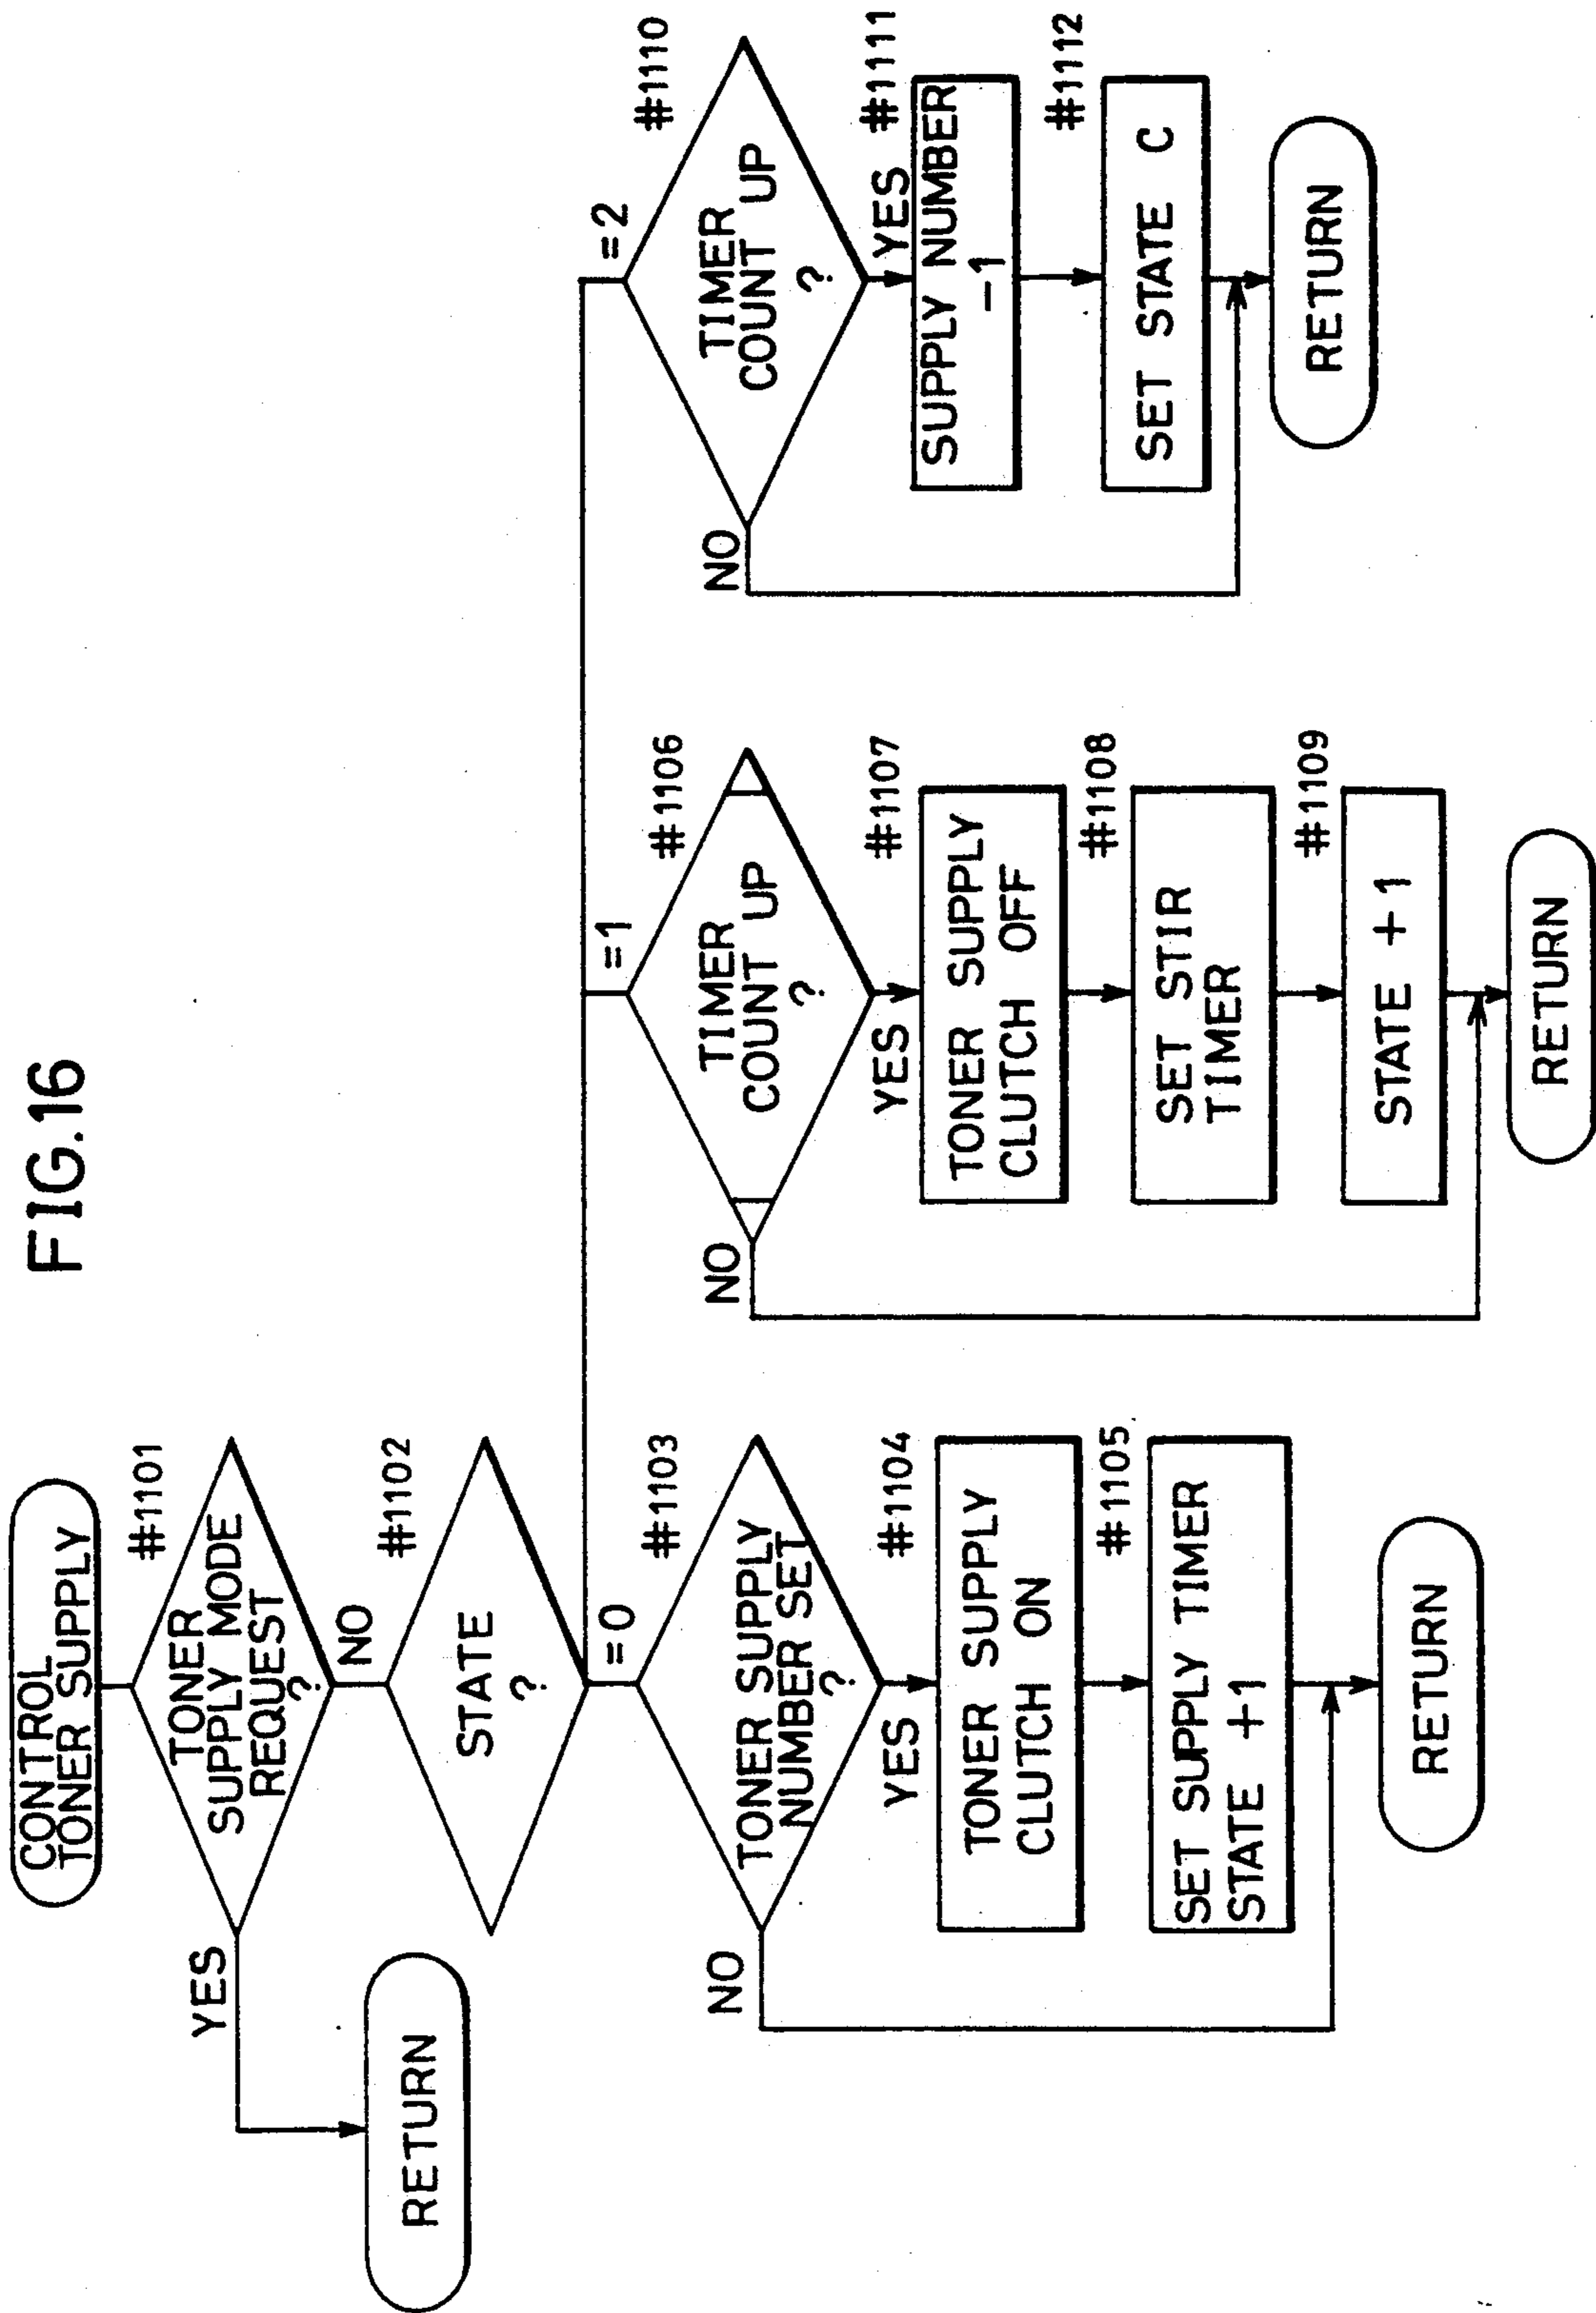 FIG.16
CONTROL
TONER SUPPLY
#1101
TONER
SUPPLY MODE
REQUEST
?
YES
RETURN
NO
#1102
STATE
?
=0
#1103
TONER SUPPLY
NUMBER SET
?
NO
YES
#1104
TONER SUPPLY
CLUTCH ON
#1105
SET SUPPLY TIMER
STATE +1
RETURN
=1
#1106
TIMER
COUNT UP
?
NO
YES
#1107
TONER SUPPLY
CLUTCH OFF
#1108
SET STIR
TIMER
#1109
STATE +1
RETURN
=2
#1110
TIMER
COUNT UP
?
NO
YES
#1111
SUPPLY NUMBER
-1
#1112
SET STATE C
RETURN